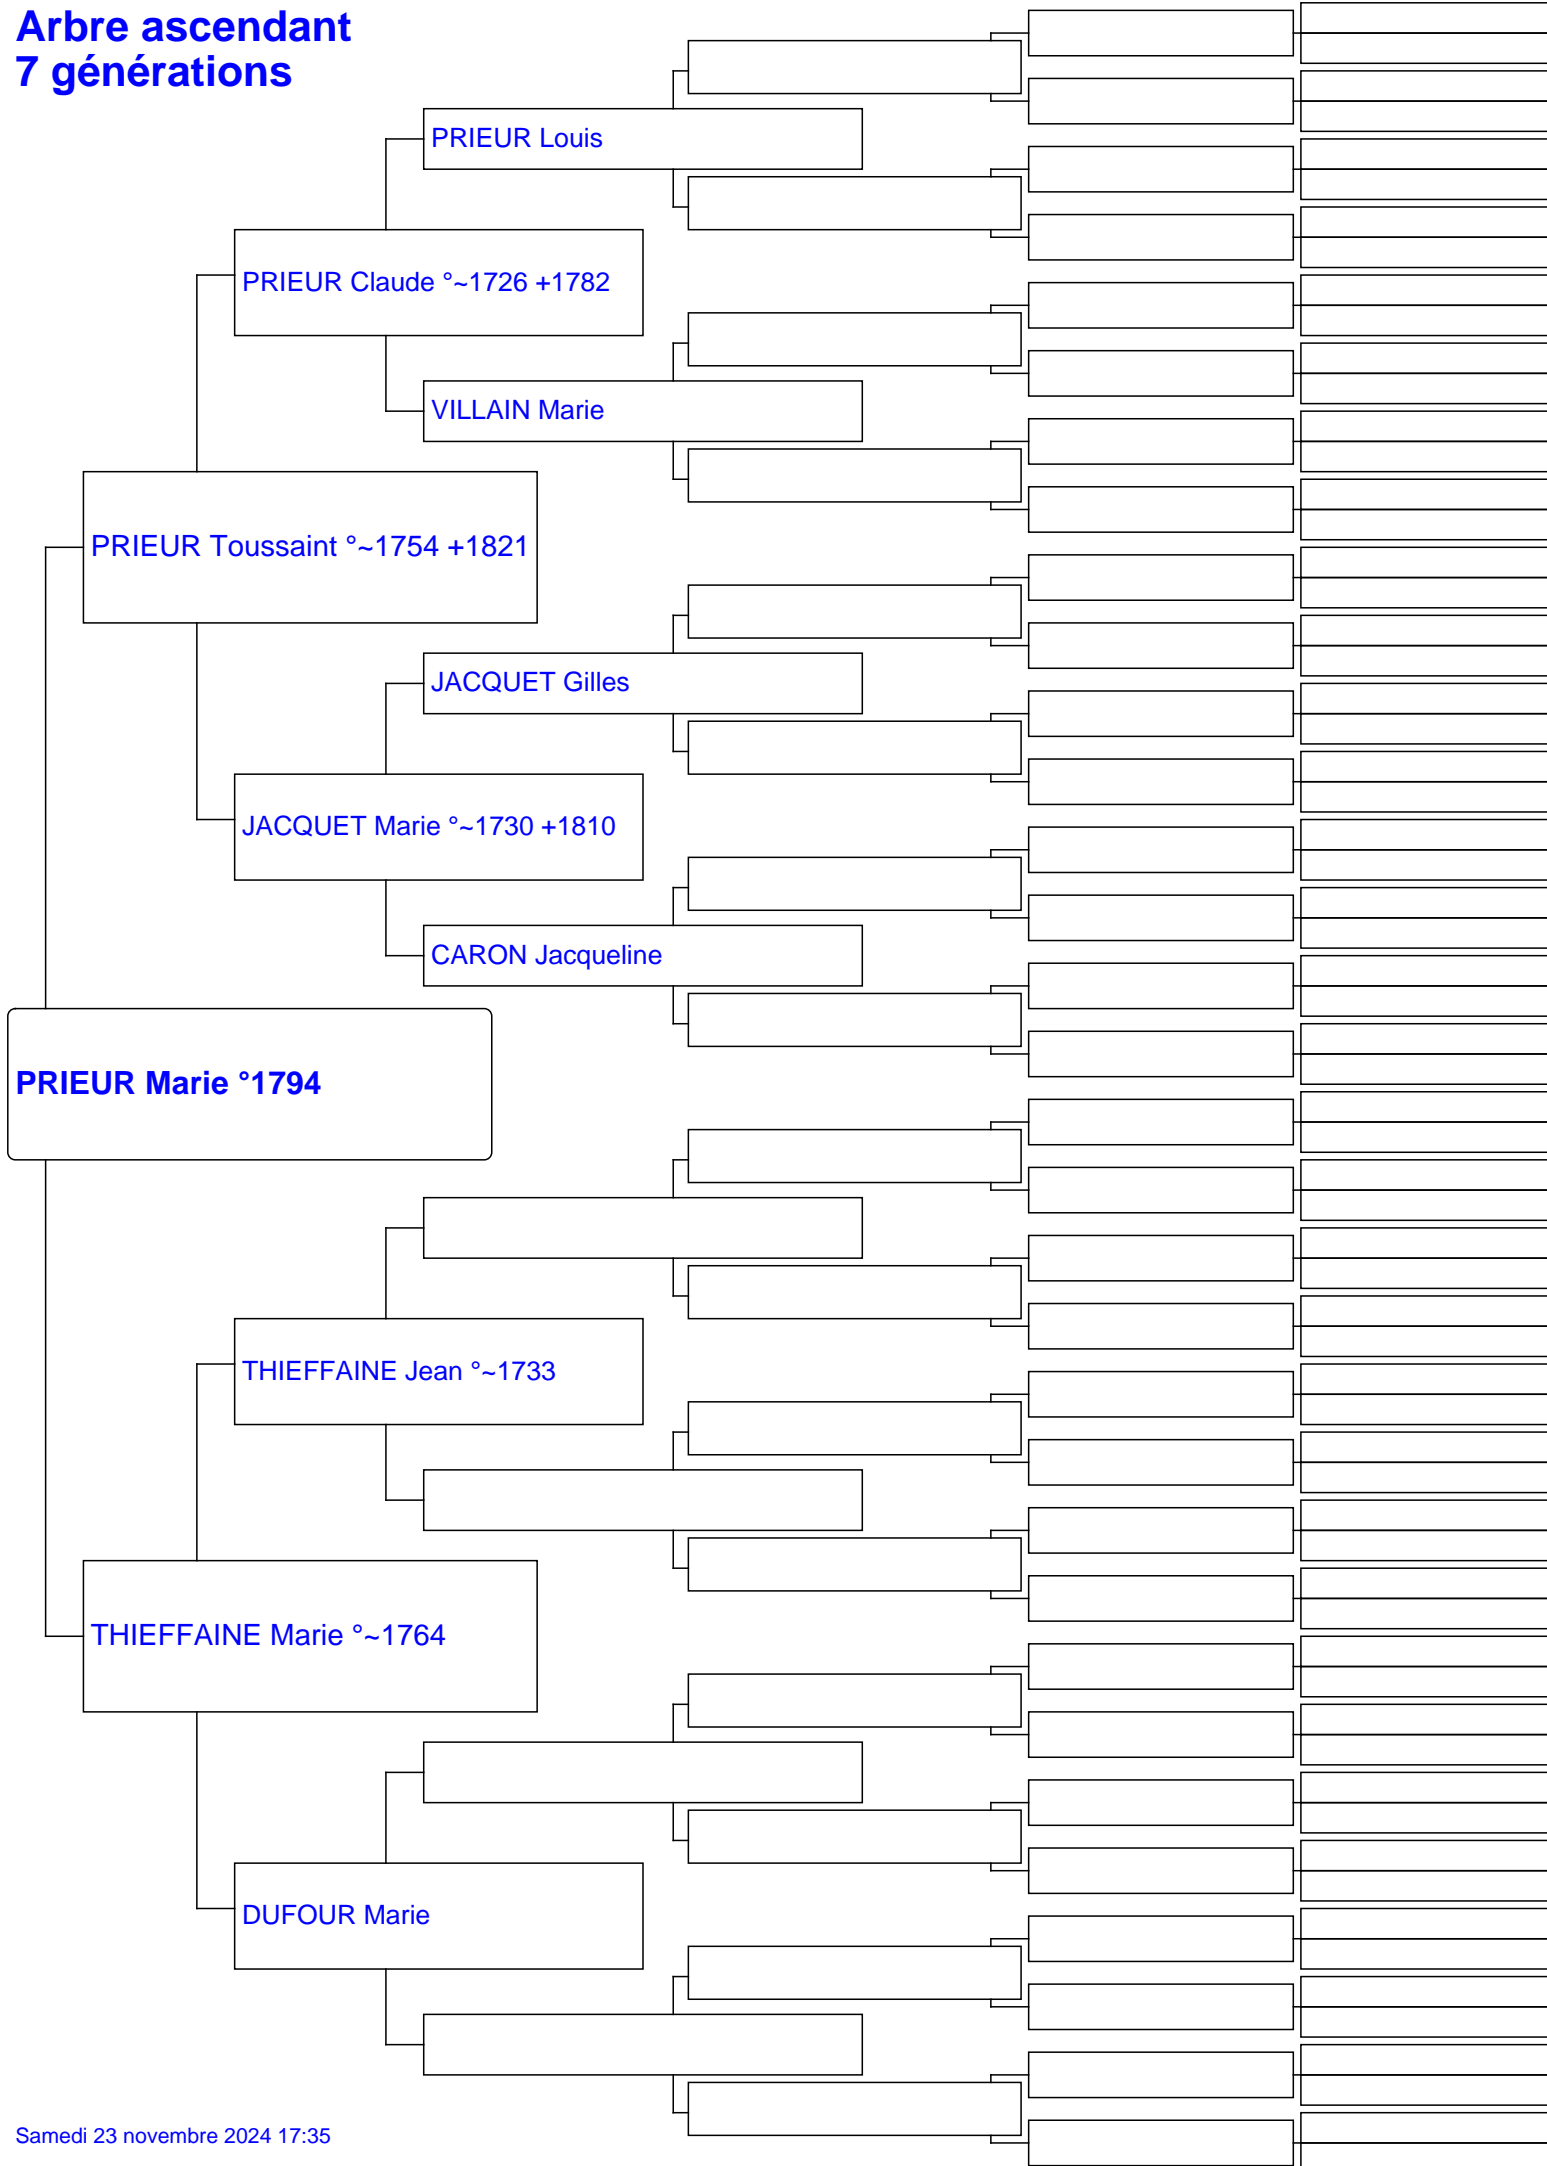 Arbre ascendant
7 générations
PRIEUR Louis
PRIEUR Claude °~1726 +1782
VILLAIN Marie
PRIEUR Toussaint °~1754 +1821
JACQUET Gilles
JACQUET Marie °~1730 +1810
CARON Jacqueline
PRIEUR Marie °1794
THIEFFAINE Jean °~1733
THIEFFAINE Marie °~1764
DUFOUR Marie
Samedi 23 novembre 2024 17:35